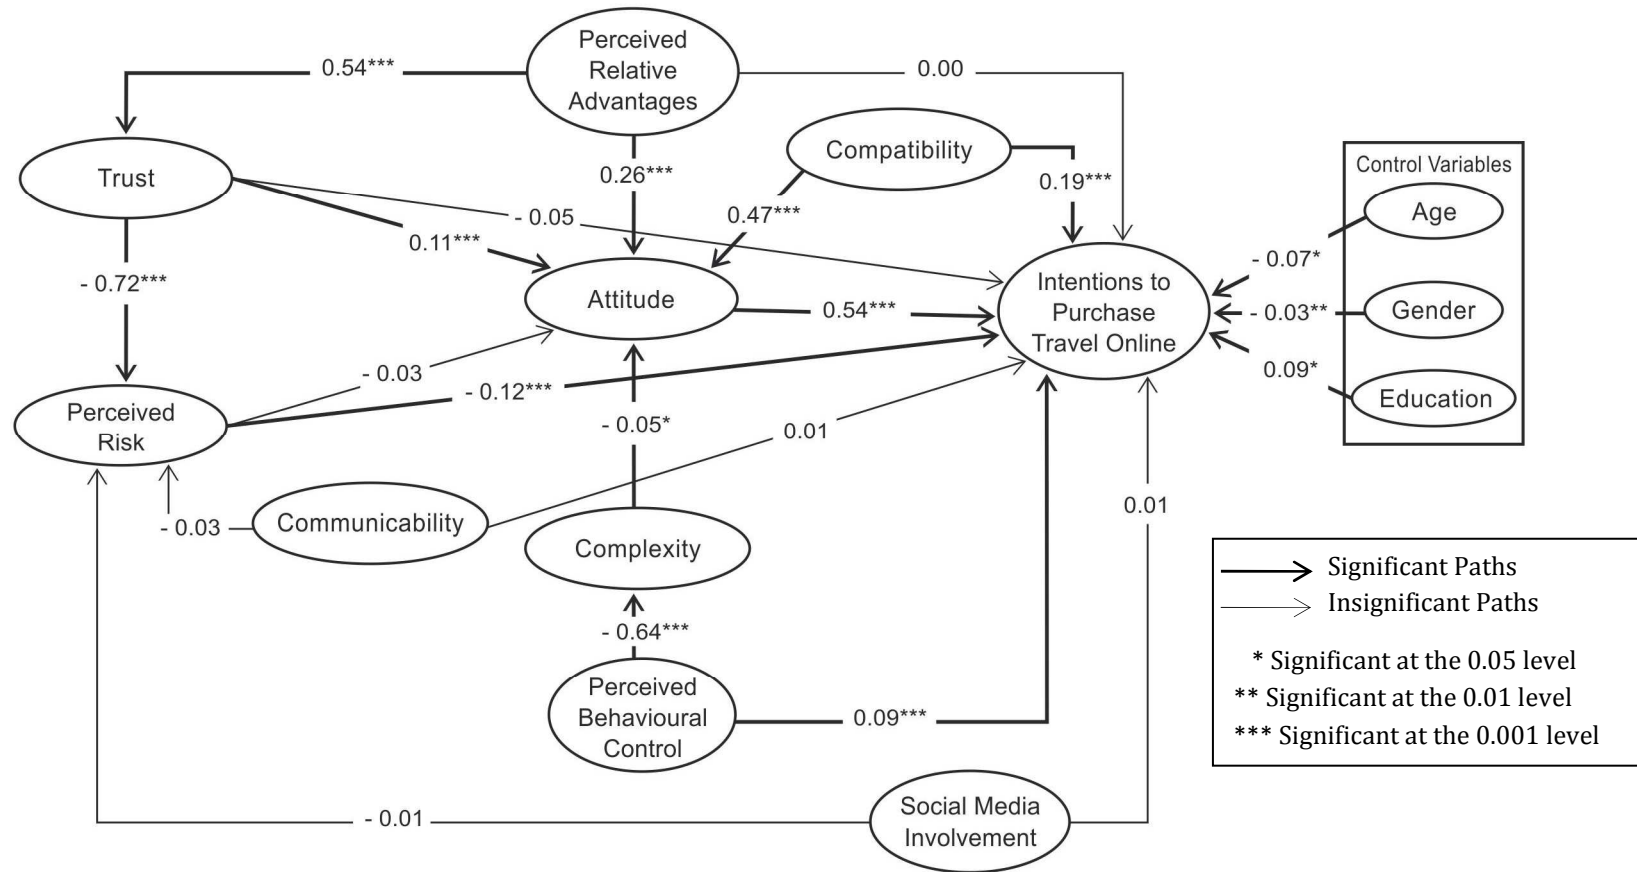 Perceived
Relative
Advantages
0.54***
0.00
Compatibility
Trust
0.26***
0.19***
0.47***
- 0.05
0.11***
Control Variables
Age
- 0.07*
Gender
- 0.03**
Education
0.09*
- 0.72***
Attitude
0.54***
Intentions to
Purchase
Travel Online
- 0.03
- 0.12***
Perceived
Risk
- 0.05*
0.01
0.01
Communicability
- 0.03
Complexity
- 0.64***
Perceived
Behavioural
Control
0.09***
Social Media
Involvement
- 0.01
Significant Paths
Insignificant Paths
* Significant at the 0.05 level
** Significant at the 0.01 level
*** Significant at the 0.001 level